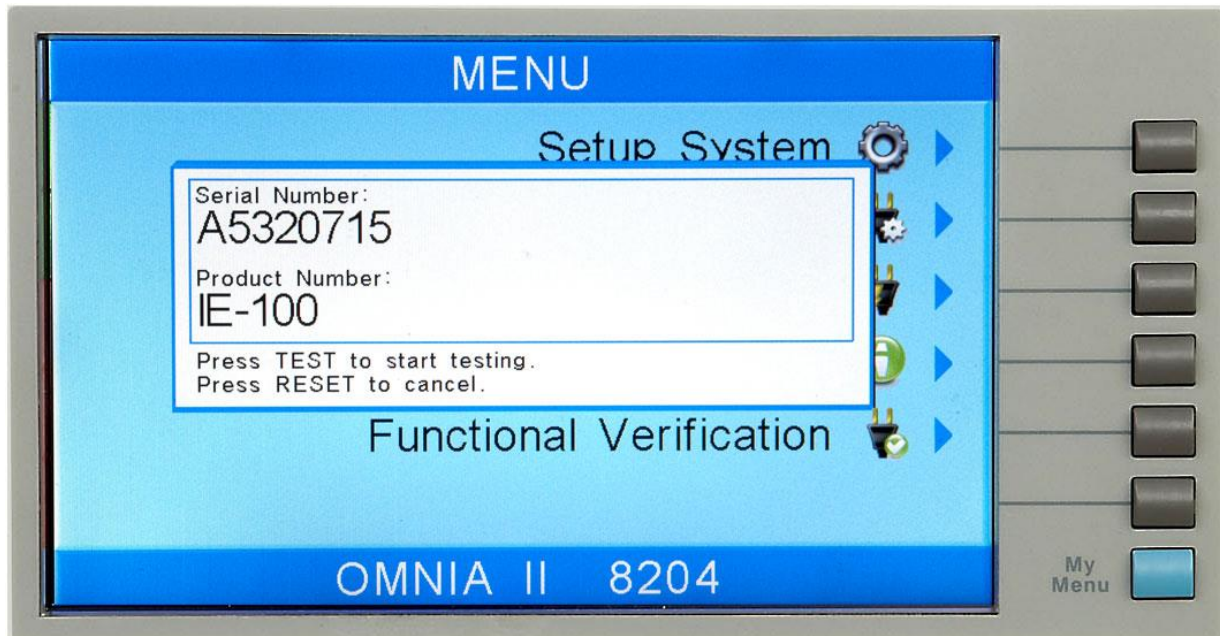 MENU
Setup System
Serial Number:
A5320715
Product Number:
IE-100
Press TEST to start testing.
Press RESET to cancel.
Functional Verification
OMNIA II 8204
My
Menu